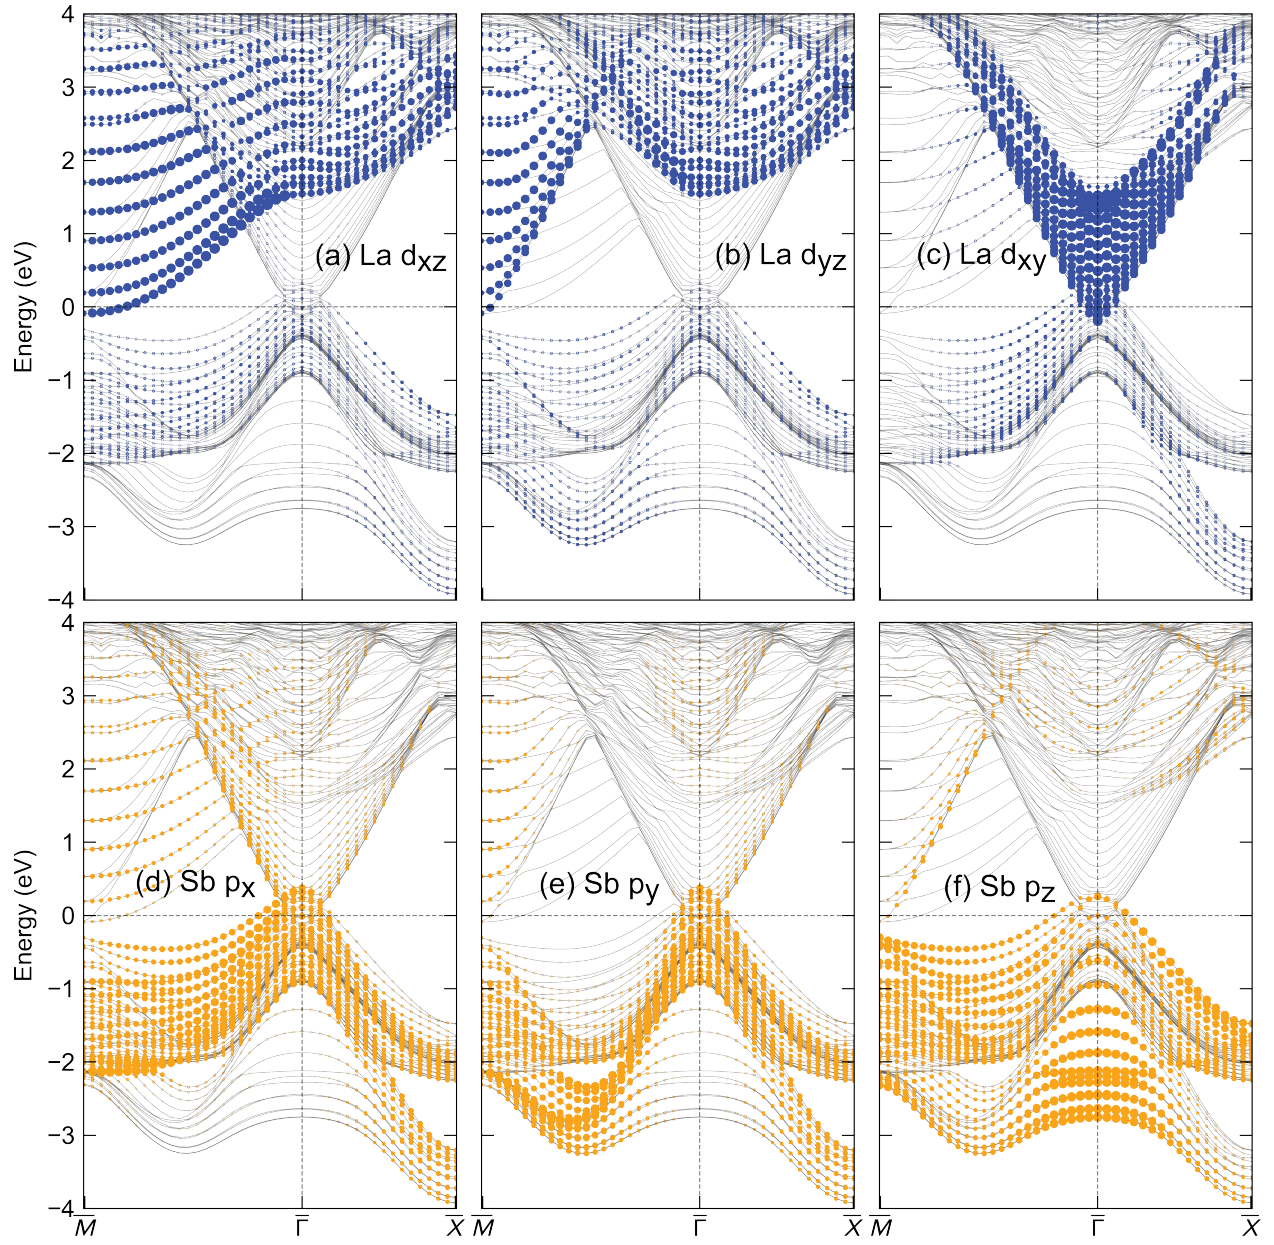 4
3
2
1
0
−1
−2
−3
−4
Energy (eV)
(a) La dxz
(b) La dyz
(c) La dxy
4
3
2
1
0
−1
−2
−3
−4
Energy (eV)
(d) Sb px
(e) Sb py
(f) Sb pz
M̅ Γ̅ X̅ M̅ Γ̅ X̅ M̅ Γ̅ X̅